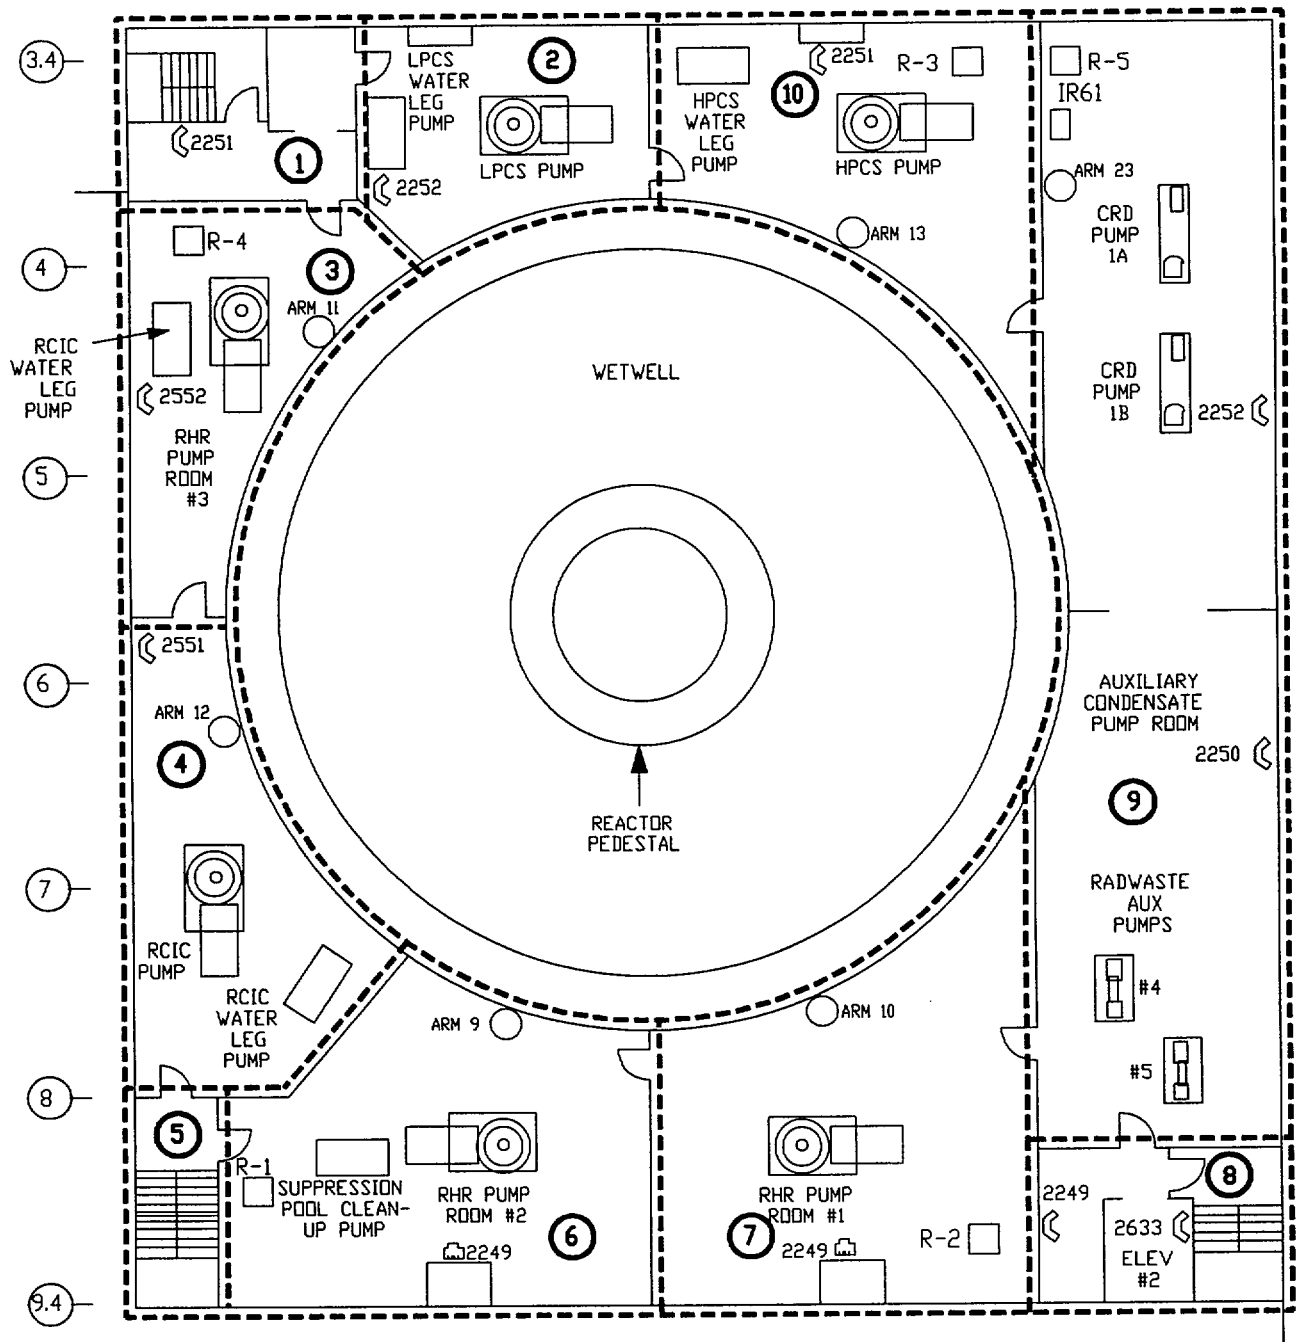 3.4
LPCS
WATER
LEG
PUMP
2
2251
10
R-3
R-5
IR61
HPCS
WATER
LEG
PUMP
2251
1
LPCS PUMP
HPCS PUMP
2252
ARM 23
CRD
PUMP
1A
R-4
ARM 13
4
3
ARM 11
RCIC
WATER
LEG
PUMP
WETWELL
CRD
PUMP
1B
2552
2252
RHR
PUMP
ROOM
#3
5
2551
6
AUXILIARY
CONDENSATE
PUMP ROOM
ARM 12
2250
4
9
REACTOR
PEDESTAL
7
RADWASTE
AUX
PUMPS
RCIC
PUMP
#4
RCIC
WATER
LEG
PUMP
ARM 9
ARM 10
#5
8
5
R-1
8
SUPPRESSION
POOL CLEAN-
UP PUMP
RHR PUMP
ROOM #2
RHR PUMP
ROOM #1
2249
6
7
2633
R-2
2249
2249
ELEV
#2
9.4